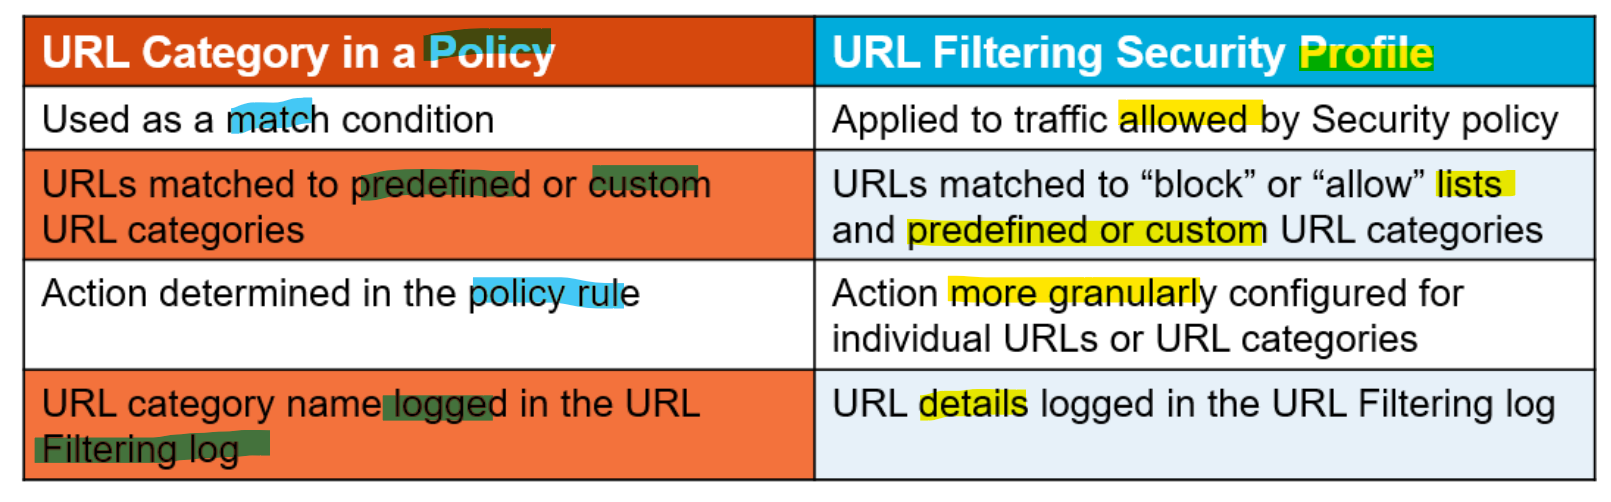 URL Category in a Policy
URL Filtering Security Profile
Used as a match condition
Applied to traffic allowed by Security policy
URLs matched to predefined or custom
URL categories
URLs matched to “block” or “allow” lists
and predefined or custom URL categories
Action determined in the policy rule
Action more granularly configured for
individual URLs or URL categories
URL category name logged in the URL
Filtering log
URL details logged in the URL Filtering log